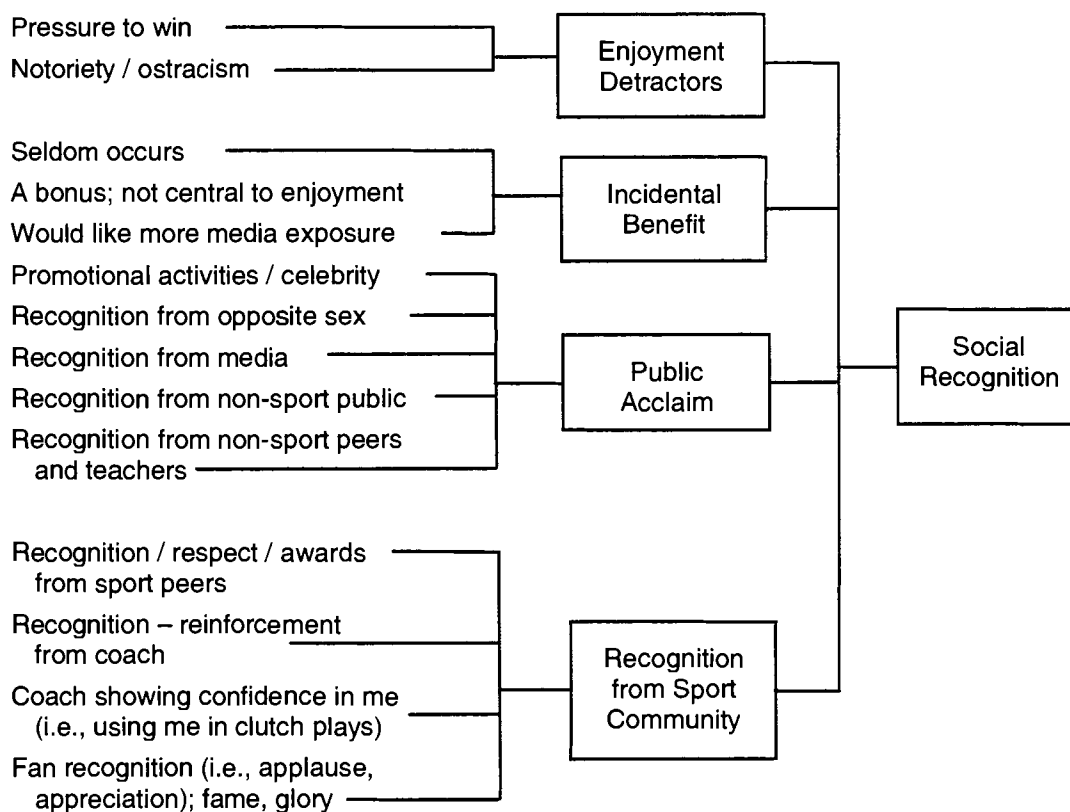 Pressure to win
Notoriety / ostracism
Enjoyment
Detractors
Seldom occurs
A bonus; not central to enjoyment
Would like more media exposure
Incidental
Benefit
Promotional activities / celebrity
Recognition from opposite sex
Recognition from media
Recognition from non-sport public
Recognition from non-sport peers
and teachers
Public
Acclaim
Social
Recognition
Recognition / respect / awards
from sport peers
Recognition – reinforcement
from coach
Coach showing confidence in me
(i.e., using me in clutch plays)
Fan recognition (i.e., applause,
appreciation); fame, glory
Recognition
from Sport
Community